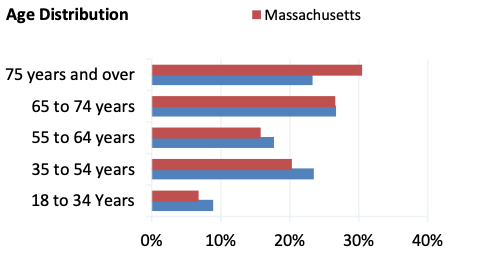 Age Distribution
Massachusetts
75 years and over
65 to 74 years
55 to 64 years
35 to 54 years
18 to 34 Years
0% 10% 20% 30% 40%